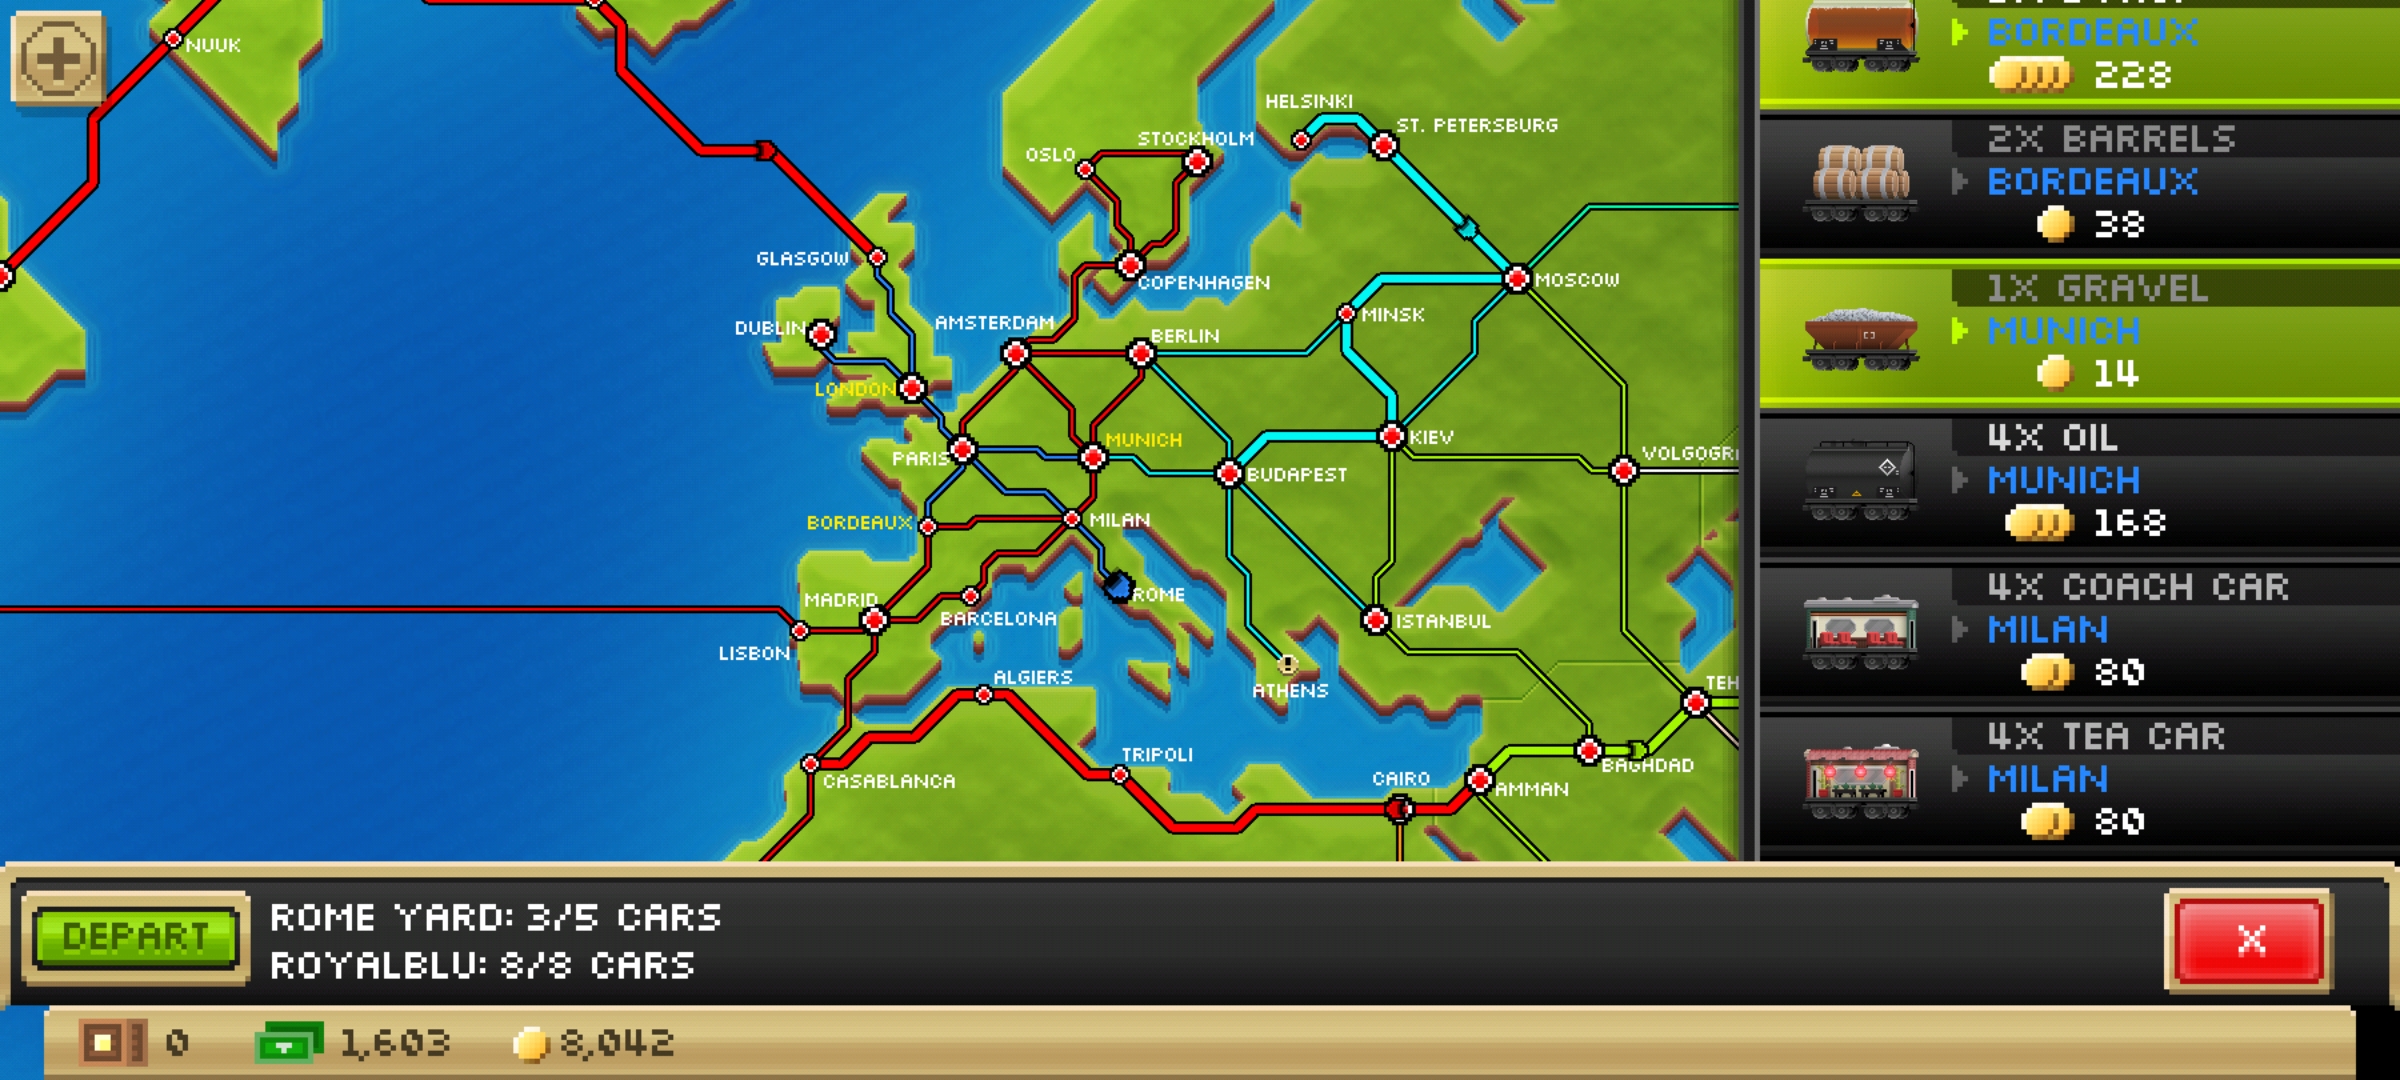 NUUK
BORDEAUX
228
HELSINKI
ST. PETERSBURG
STOCKHOLM
OSLO
2X BARRELS
BORDEAUX
38
GLASGOW
COPENHAGEN
MOSCOW
1X GRAVEL
MUNICH
14
DUBLIN
AMSTERDAM
BERLIN
MINSK
LONDON
MUNICH
KIEV
PARIS
BUDAPEST
VOLGOGR
4X OIL
MUNICH
168
BORDEAUX
MILAN
MADRID
ROME
BARCELONA
ISTANBUL
LISBON
4X COACH CAR
MILAN
80
ALGIERS
ATHENS
TEH
TRIPOLI
CASABLANCA
CAIRO
AMMAN
BAGHDAD
4X TEA CAR
MILAN
80
DEPART
ROME YARD: 3/5 CARS
ROYALBLU: 8/8 CARS
X
0
1,603
8,042